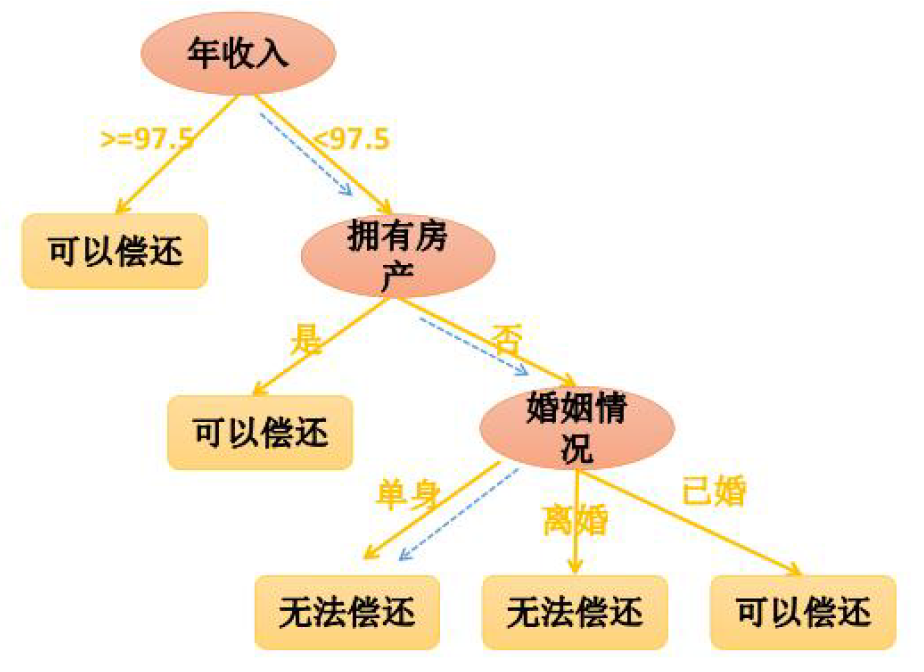 年收入
>=97.5
<97.5
可以偿还
拥有房
产
是
否
可以偿还
婚姻情
况
单身
离婚
已婚
无法偿还
无法偿还
可以偿还